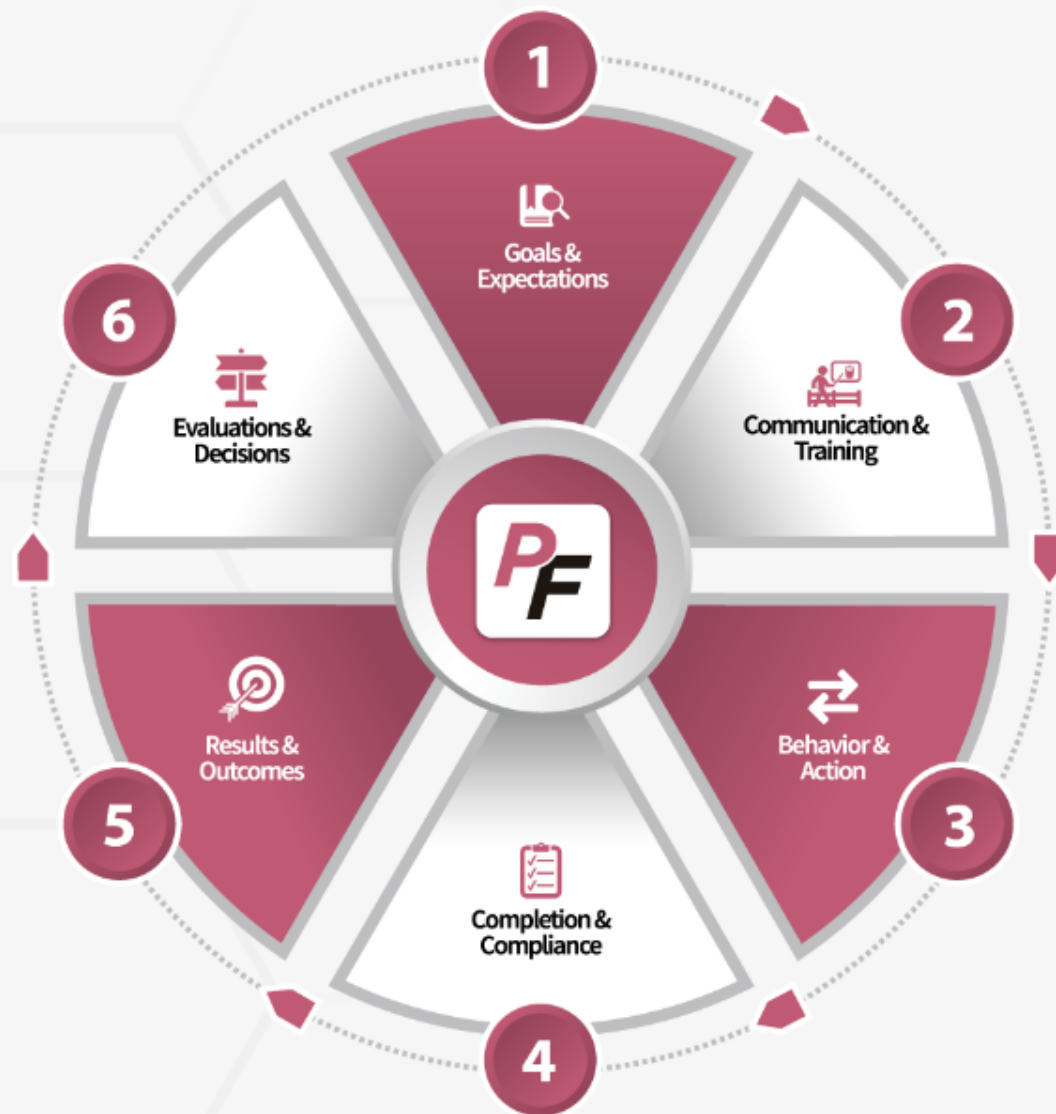 1
Goals &
Expectations
2
Communication &
Training
3
Behavior &
Action
4
Completion &
Compliance
5
Results &
Outcomes
6
Evaluations &
Decisions
PF